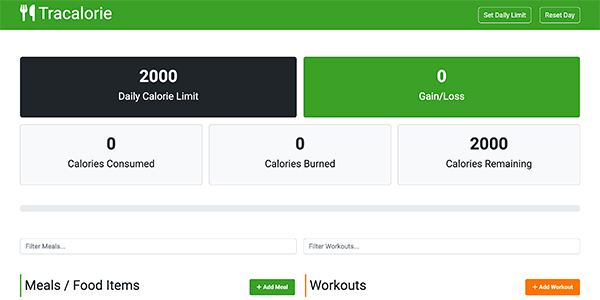 Tracalorie
Set Daily Limit
Reset Day
2000
Daily Calorie Limit
0
Gain/Loss
0
Calories Consumed
0
Calories Burned
2000
Calories Remaining
Filter Meals...
Filter Workouts...
Meals / Food Items
+ Add Meal
Workouts
+ Add Workout